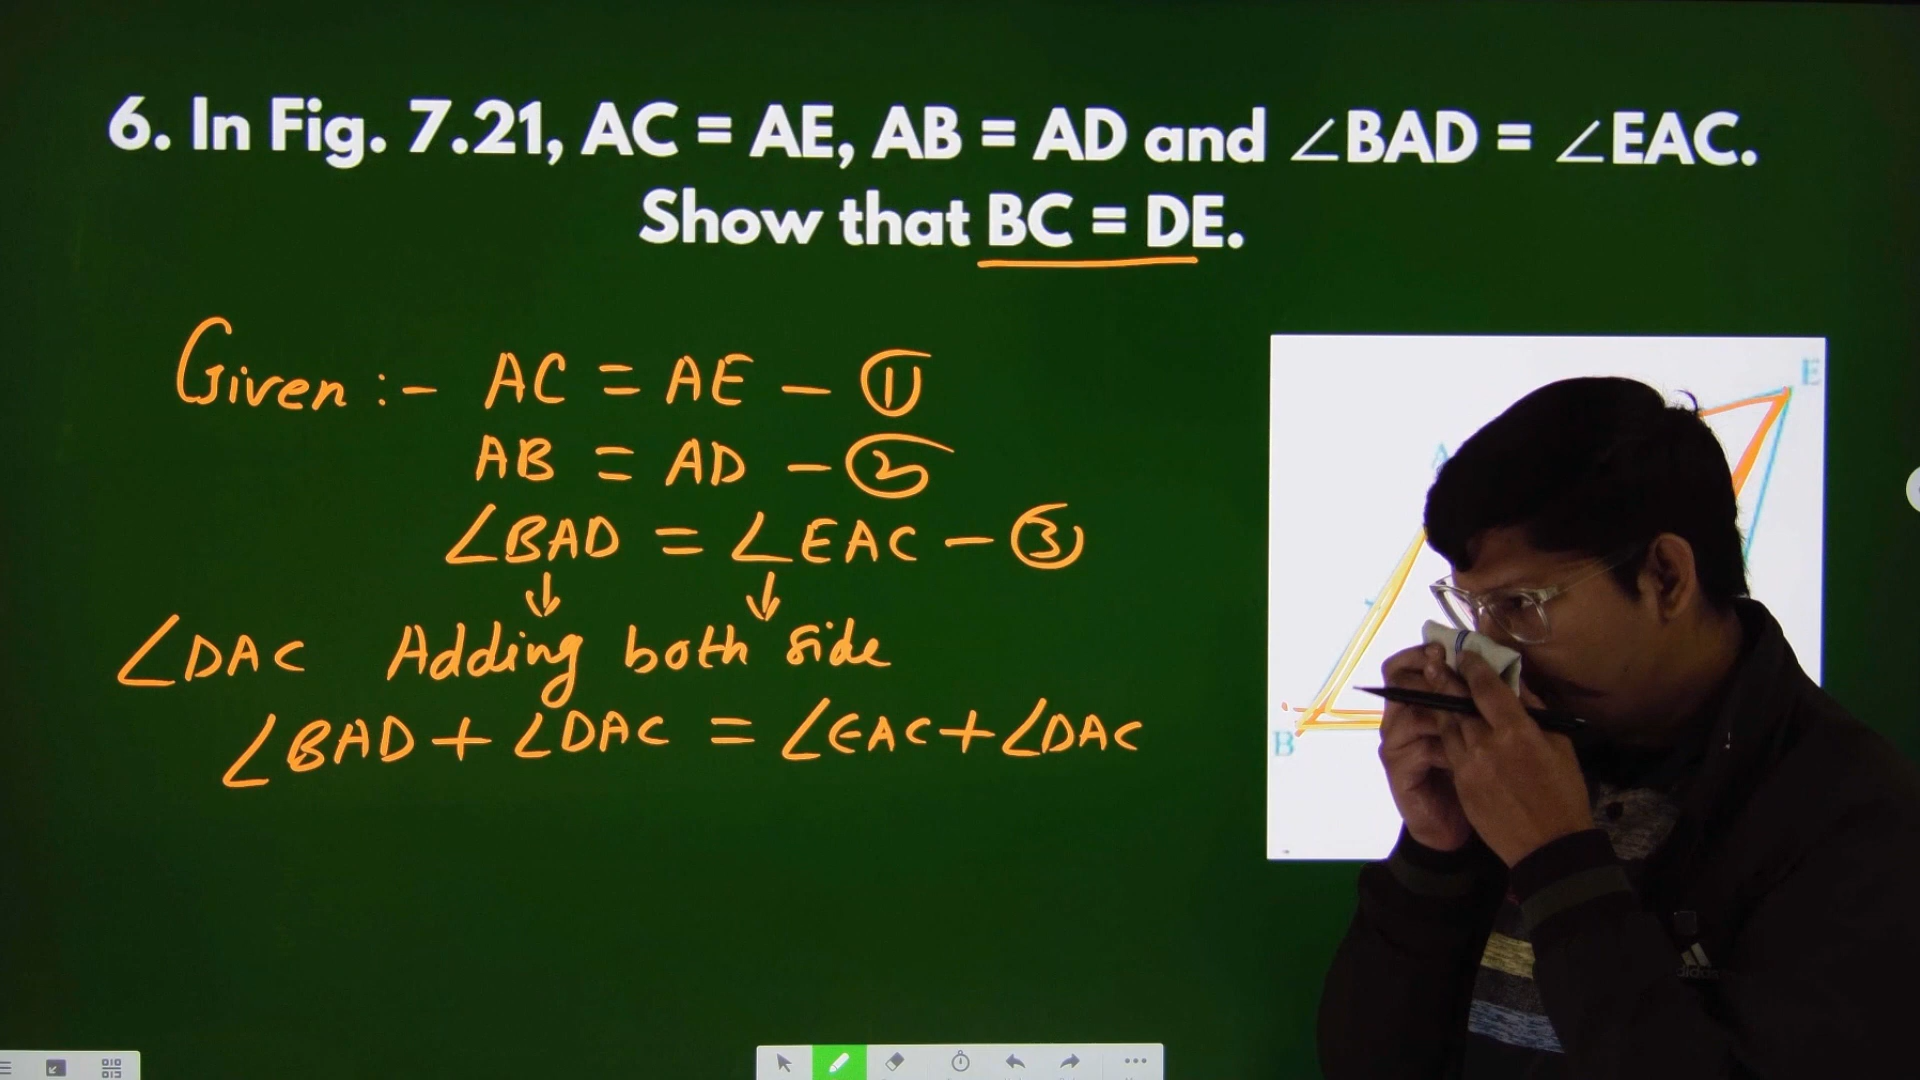 6. In Fig. 7.21, AC = AE, AB = AD and ∠BAD = ∠EAC.
Show that BC = DE.
Given :- AC = AE - ①
AB = AD - ②
∠BAD = ∠EAC - ③
↓ ↓
∠DAC Adding both side
∠BAD + ∠DAC = ∠EAC + ∠DAC
E
A
B
adidas